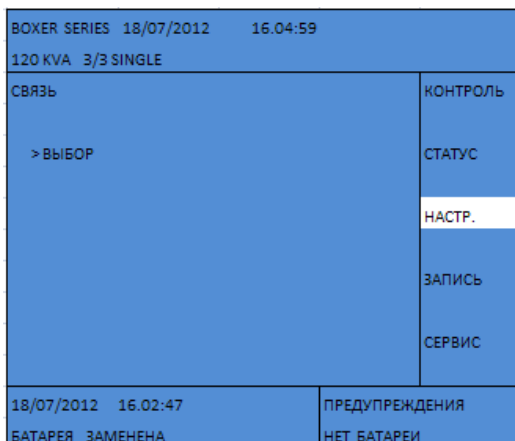 BOXER SERIES 18/07/2012 16.04:59
120 KVA 3/3 SINGLE
СВЯЗЬ
> ВЫБОР
КОНТРОЛЬ
СТАТУС
НАСТР.
ЗАПИСЬ
СЕРВИС
18/07/2012 16.02:47
БАТАРЕЯ ЗАМЕНЕНА
ПРЕДУПРЕЖДЕНИЯ
НЕТ БАТАРЕИ